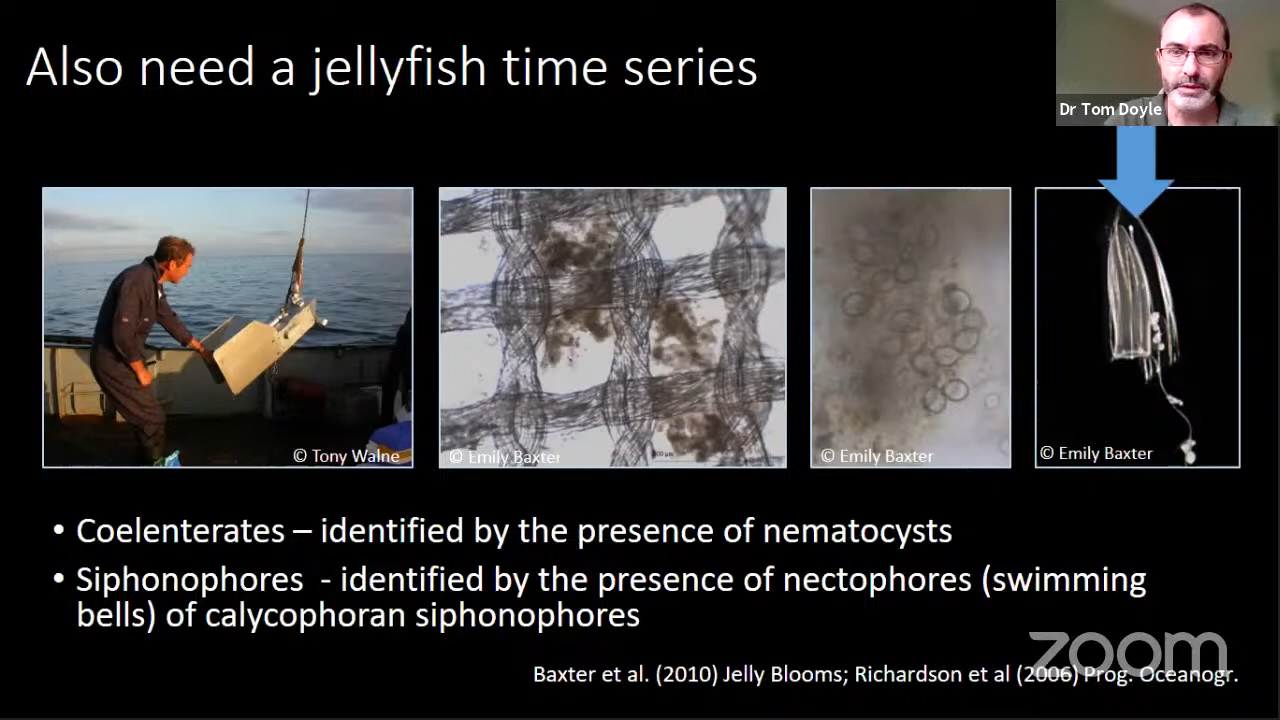 Also need a jellyfish time series
Dr Tom Doyle
© Tony Walne
© Emily Baxter
© Emily Baxter
© Emily Baxter
• Coelenterates – identified by the presence of nematocysts
• Siphonophores - identified by the presence of nectophores (swimming
bells) of calycophoran siphonophores
zoom
Baxter et al. (2010) Jelly Blooms; Richardson et al (2006) Prog. Oceanogr.